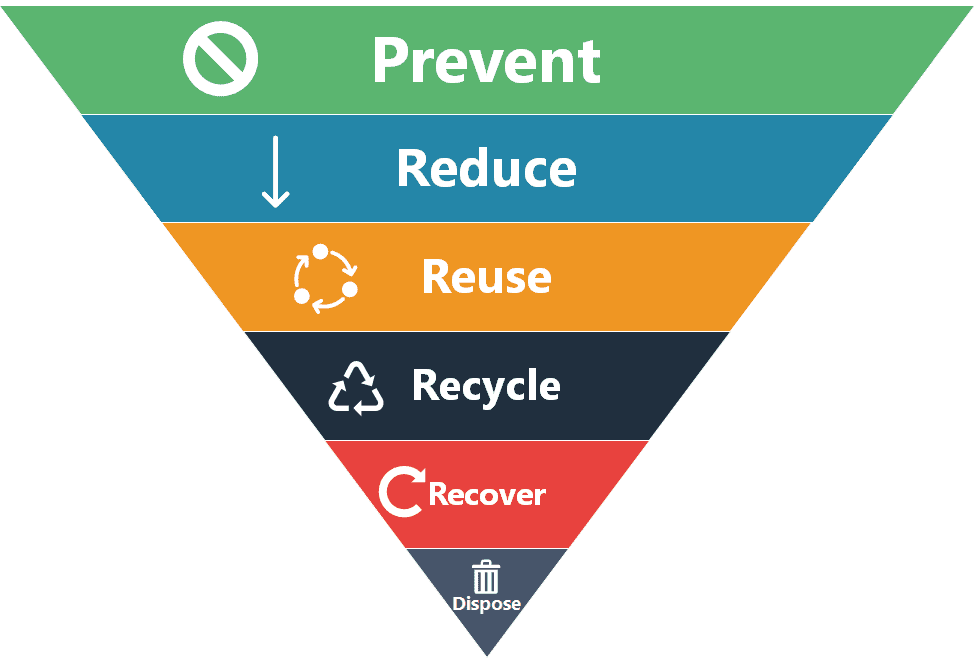 Prevent
Reduce
Reuse
Recycle
Recover
Dispose